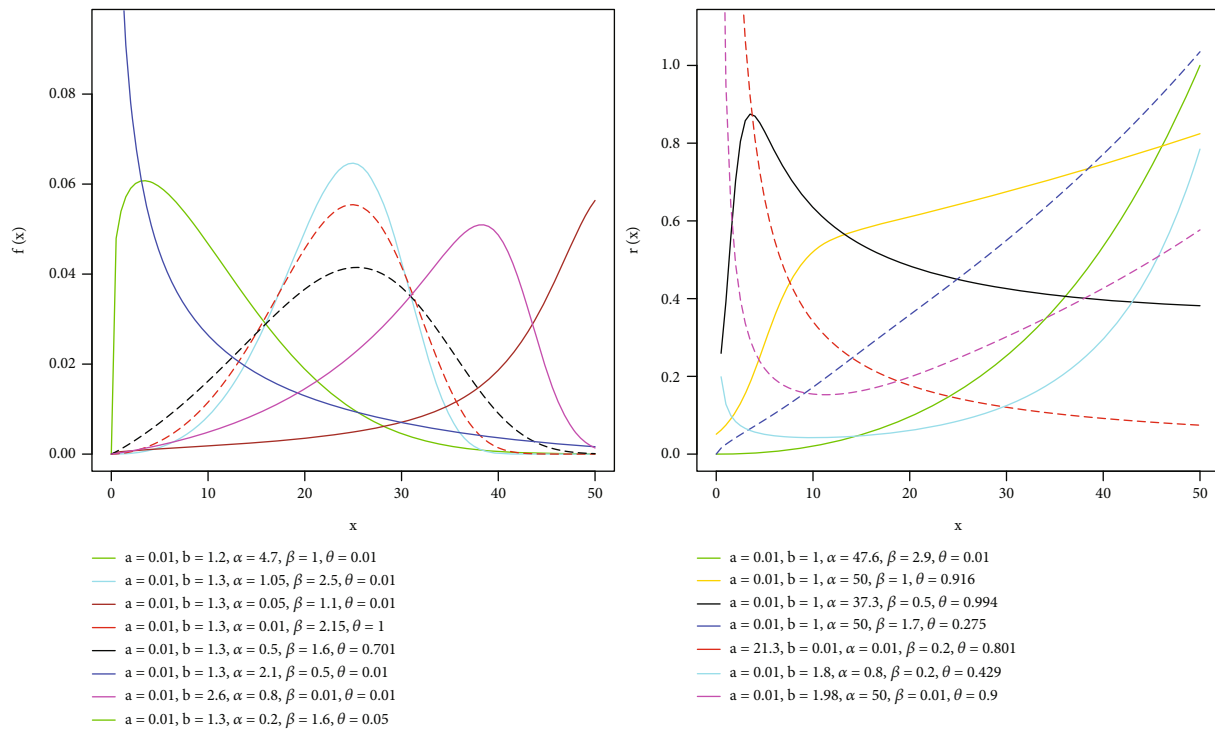 f (x)
0.08
0.06
0.04
0.02
0.00
0 10 20 30 40 50
x
a = 0.01, b = 1.2, α = 4.7, β = 1, θ = 0.01
a = 0.01, b = 1.3, α = 1.05, β = 2.5, θ = 0.01
a = 0.01, b = 1.3, α = 0.05, β = 1.1, θ = 0.01
a = 0.01, b = 1.3, α = 0.01, β = 2.15, θ = 1
a = 0.01, b = 1.3, α = 0.5, β = 1.6, θ = 0.701
a = 0.01, b = 1.3, α = 2.1, β = 0.5, θ = 0.01
a = 0.01, b = 2.6, α = 0.8, β = 0.01, θ = 0.01
a = 0.01, b = 1.3, α = 0.2, β = 1.6, θ = 0.05
r (x)
1.0
0.8
0.6
0.4
0.2
0.0
0 10 20 30 40 50
x
a = 0.01, b = 1, α = 47.6, β = 2.9, θ = 0.01
a = 0.01, b = 1, α = 50, β = 1, θ = 0.916
a = 0.01, b = 1, α = 37.3, β = 0.5, θ = 0.994
a = 0.01, b = 1, α = 50, β = 1.7, θ = 0.275
a = 21.3, b = 0.01, α = 0.01, β = 0.2, θ = 0.801
a = 0.01, b = 1.8, α = 0.8, β = 0.2, θ = 0.429
a = 0.01, b = 1.98, α = 50, β = 0.01, θ = 0.9